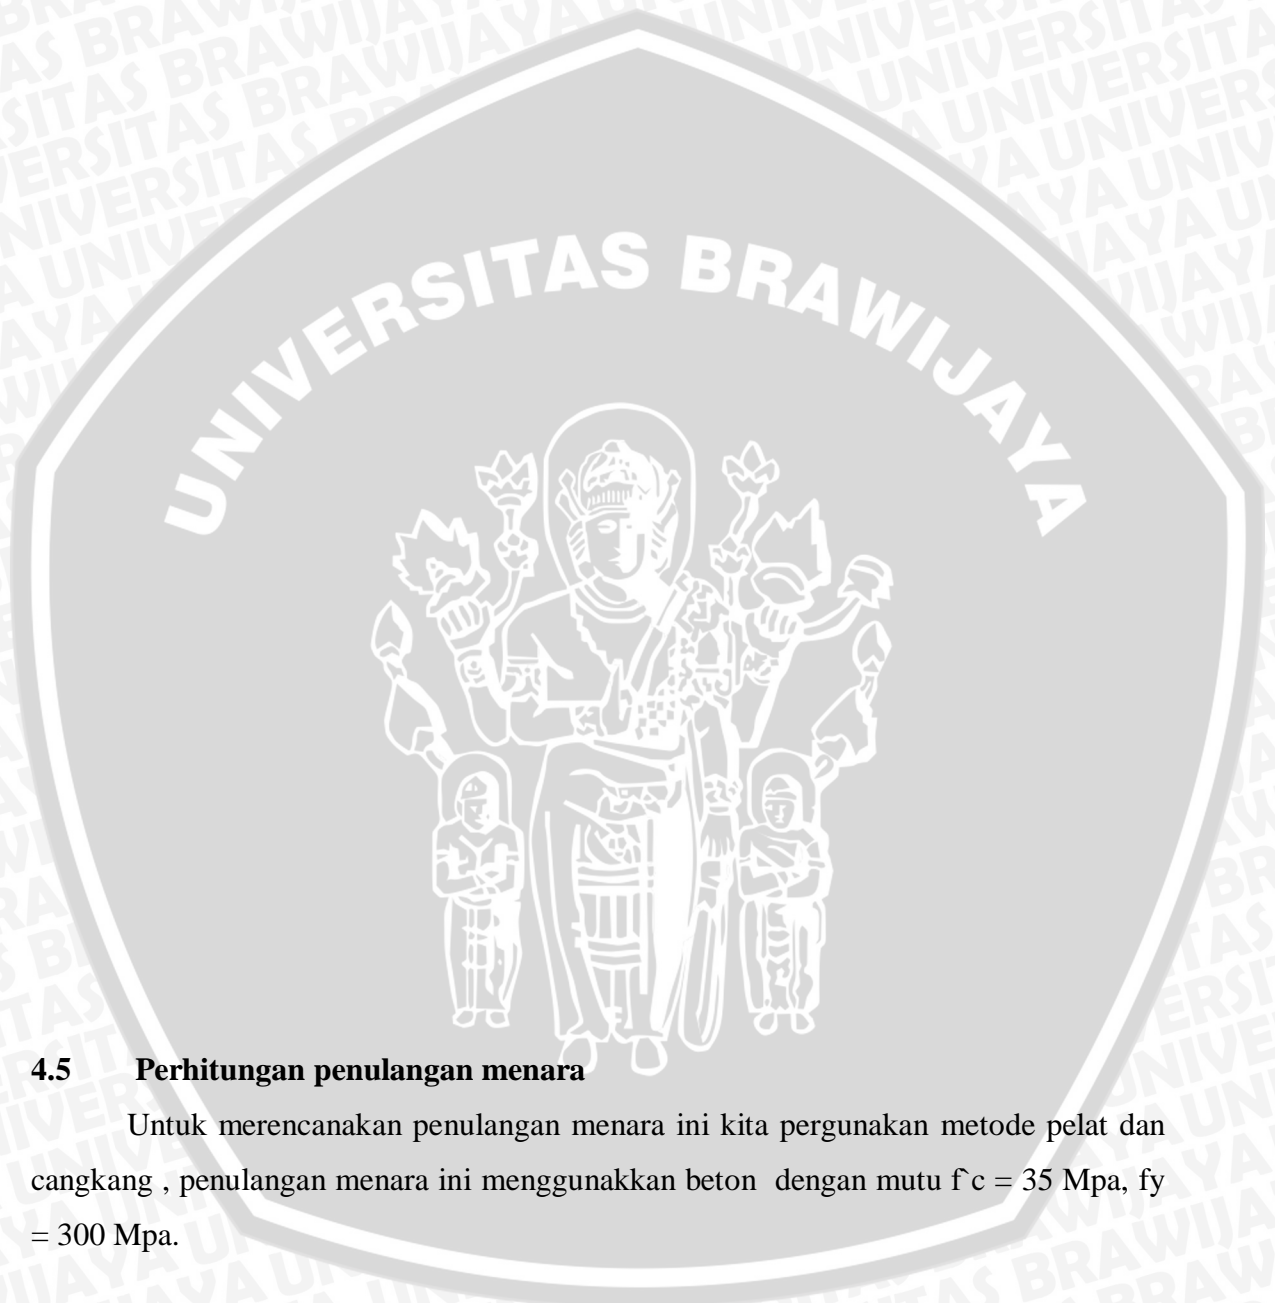 UNIVERSITAS BRAWIJAYA
4.5 Perhitungan penulangan menara
Untuk merencanakan penulangan menara ini kita pergunakan metode pelat dan
cangkang , penulangan menara ini menggunakkan beton dengan mutu f`c = 35 Mpa, fy
= 300 Mpa.